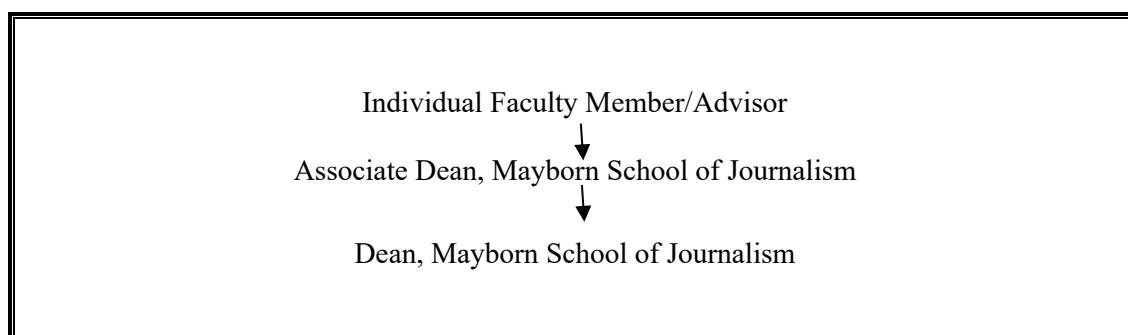 Individual Faculty Member/Advisor
Associate Dean, Mayborn School of Journalism
Dean, Mayborn School of Journalism